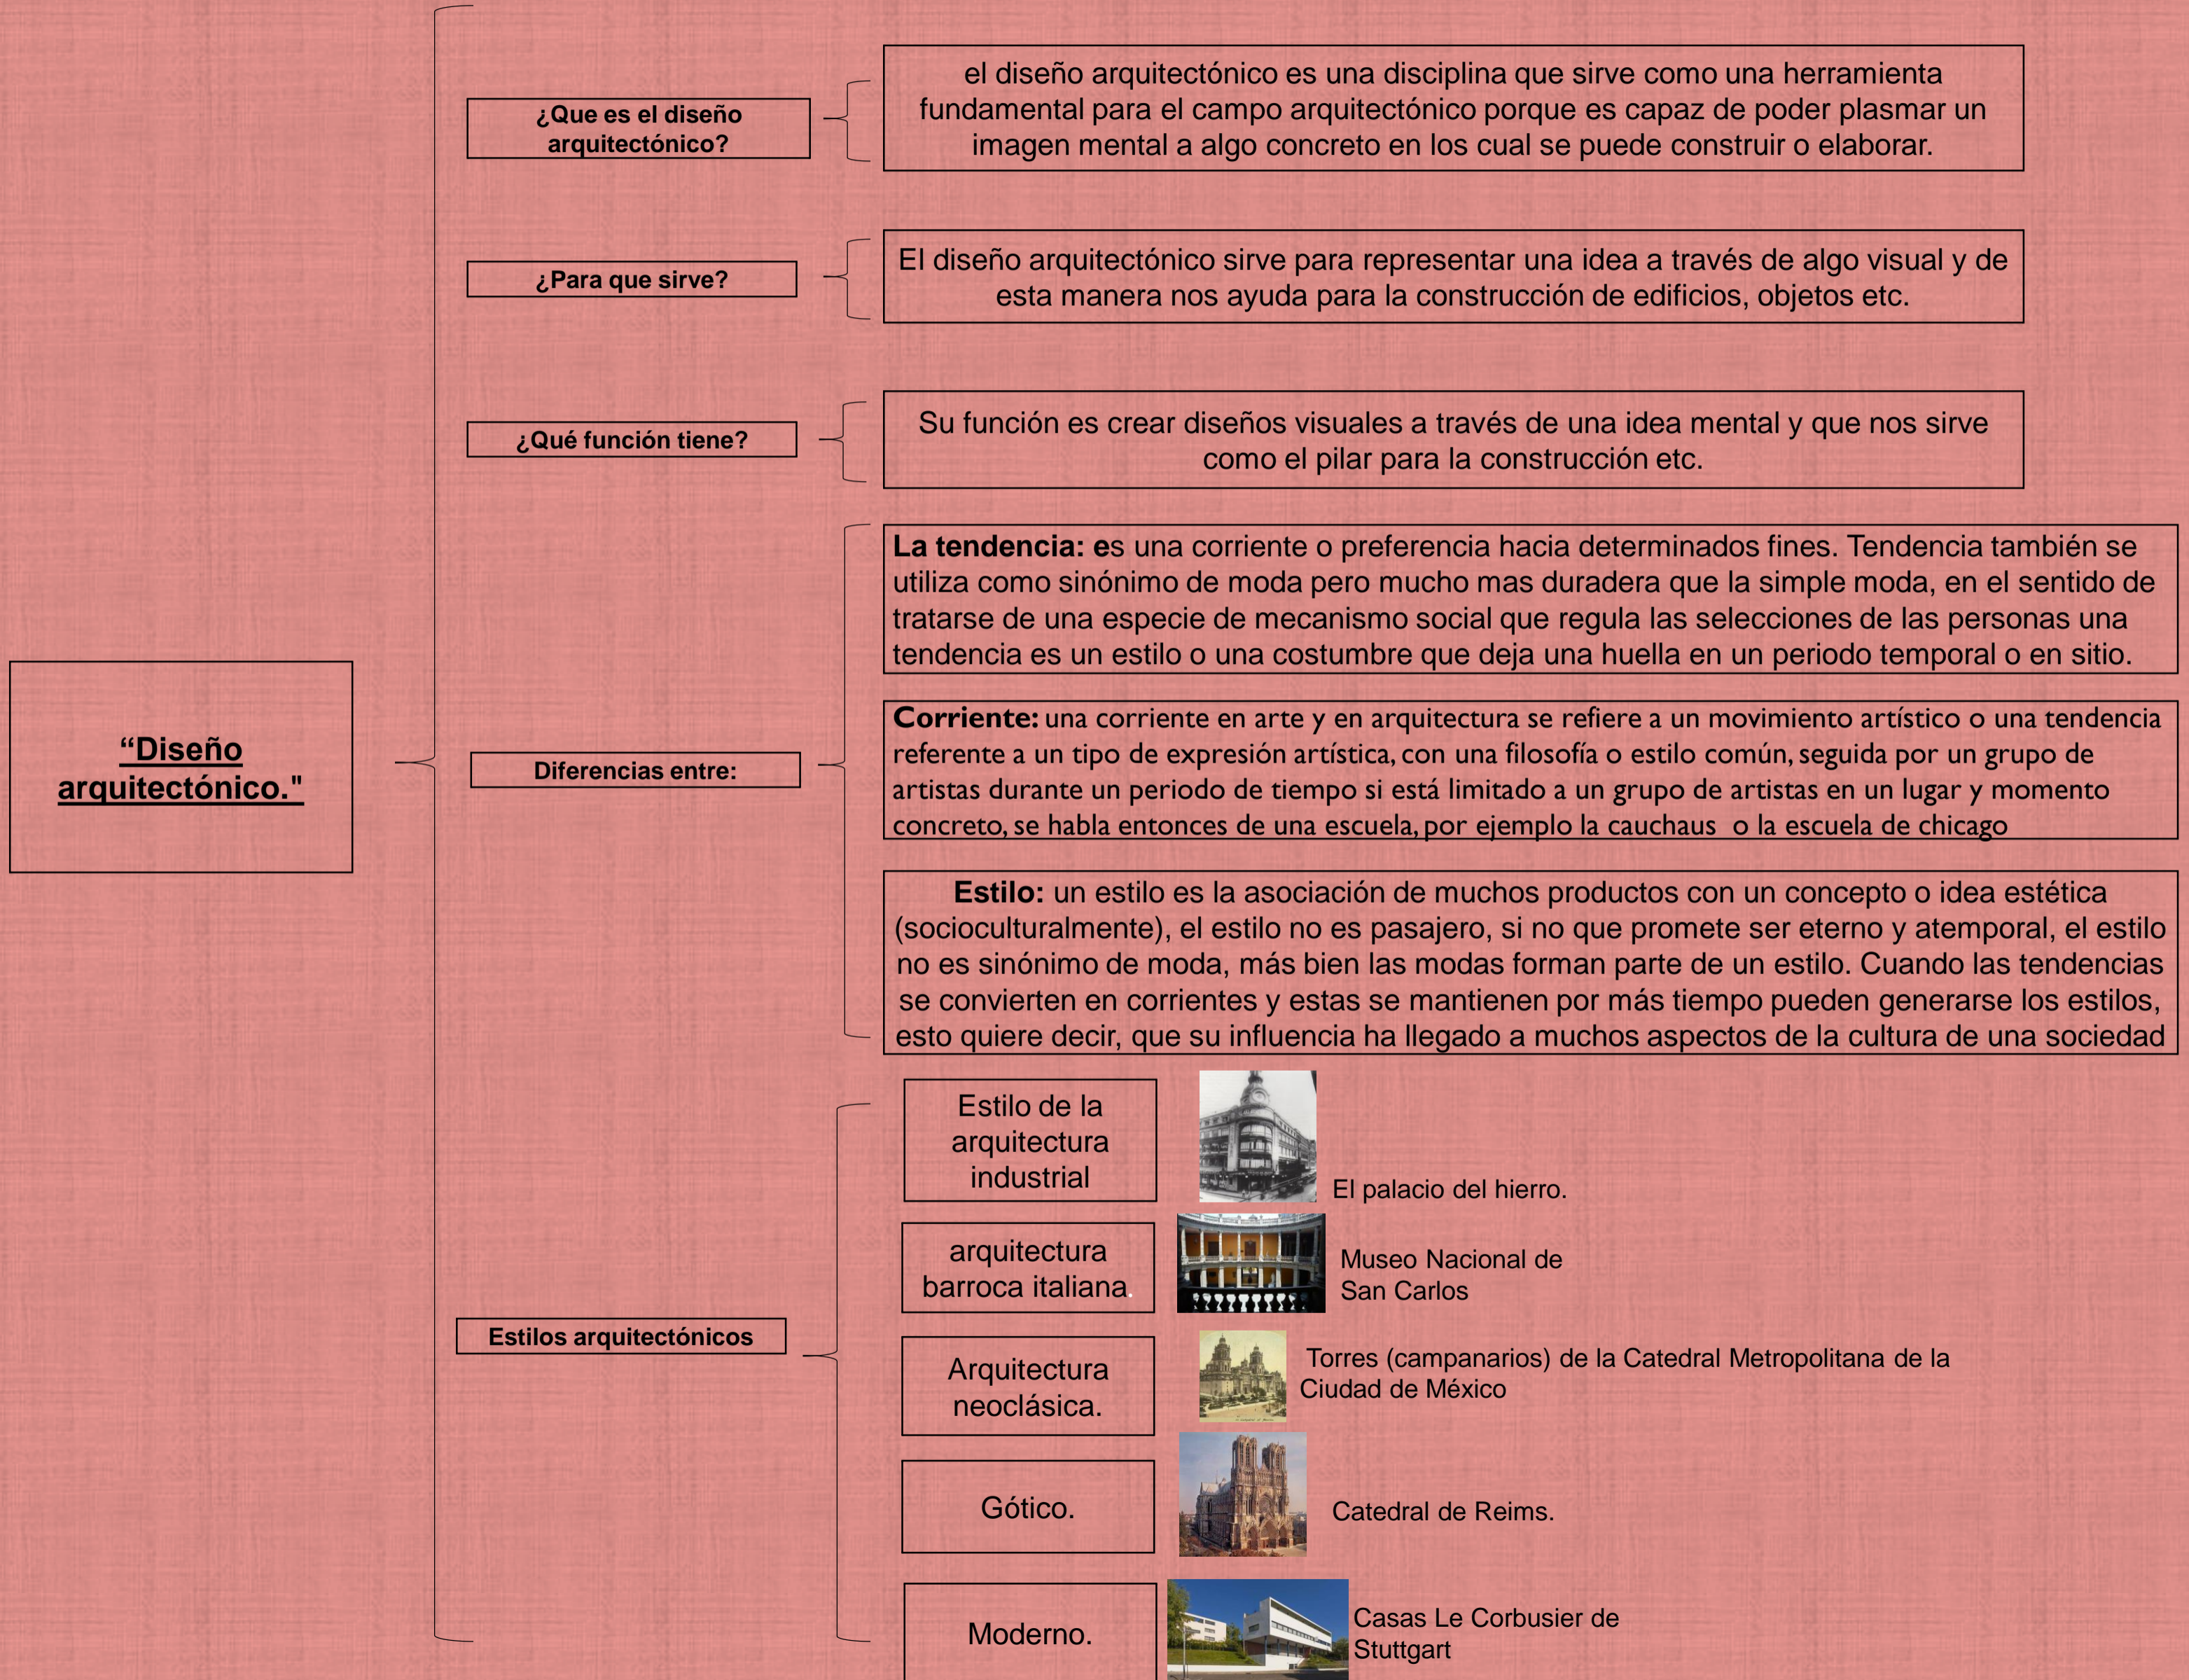 “Diseño
arquitectónico."
¿Que es el diseño
arquitectónico?
el diseño arquitectónico es una disciplina que sirve como una herramienta
fundamental para el campo arquitectónico porque es capaz de poder plasmar un
imagen mental a algo concreto en los cual se puede construir o elaborar.
¿Para que sirve?
El diseño arquitectónico sirve para representar una idea a través de algo visual y de
esta manera nos ayuda para la construcción de edificios, objetos etc.
¿Qué función tiene?
Su función es crear diseños visuales a través de una idea mental y que nos sirve
como el pilar para la construcción etc.
Diferencias entre:
La tendencia: es una corriente o preferencia hacia determinados fines. Tendencia también se
utiliza como sinónimo de moda pero mucho mas duradera que la simple moda, en el sentido de
tratarse de una especie de mecanismo social que regula las selecciones de las personas una
tendencia es un estilo o una costumbre que deja una huella en un periodo temporal o en sitio.
Corriente: una corriente en arte y en arquitectura se refiere a un movimiento artístico o una tendencia
referente a un tipo de expresión artística, con una filosofía o estilo común, seguida por un grupo de
artistas durante un periodo de tiempo si está limitado a un grupo de artistas en un lugar y momento
concreto, se habla entonces de una escuela, por ejemplo la cauchaus o la escuela de chicago
Estilo: un estilo es la asociación de muchos productos con un concepto o idea estética
(socioculturalmente), el estilo no es pasajero, si no que promete ser eterno y atemporal, el estilo
no es sinónimo de moda, más bien las modas forman parte de un estilo. Cuando las tendencias
se convierten en corrientes y estas se mantienen por más tiempo pueden generarse los estilos,
esto quiere decir, que su influencia ha llegado a muchos aspectos de la cultura de una sociedad
Estilos arquitectónicos
Estilo de la
arquitectura
industrial
El palacio del hierro.
arquitectura
barroca italiana.
Museo Nacional de
San Carlos
Arquitectura
neoclásica.
Torres (campanarios) de la Catedral Metropolitana de la
Ciudad de México
Gótico.
Catedral de Reims.
Moderno.
Casas Le Corbusier de
Stuttgart